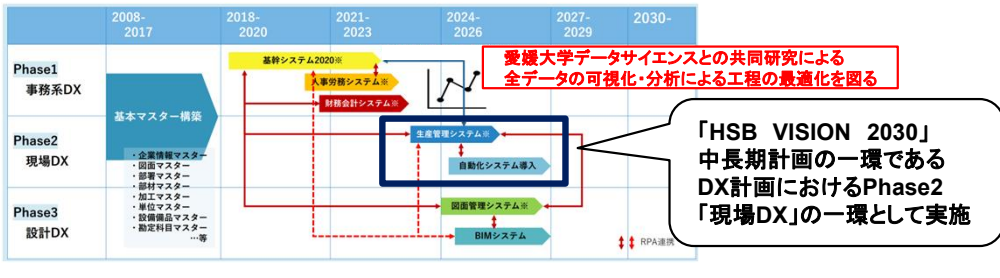 2008-
2017
2018-
2020
2021-
2023
2024-
2026
2027-
2029
2030-
Phase1
事務系DX
Phase2
現場DX
Phase3
設計DX
基本マスター構築
・企業情報マスター
・図面マスター
・部署マスター
・部材マスター
・加工マスター
・単位マスター
・設備備品マスター
・勘定科目マスター
…等
基幹システム2020※
人事労務システム※
財務会計システム※
生産管理システム※
自動化システム導入
図面管理システム※
BIMシステム
RPA連携
愛媛大学データサイエンスとの共同研究による
全データの可視化・分析による工程の最適化を図る
「HSB VISION 2030」
中長期計画の一環である
DX計画におけるPhase2
「現場DX」の一環として実施